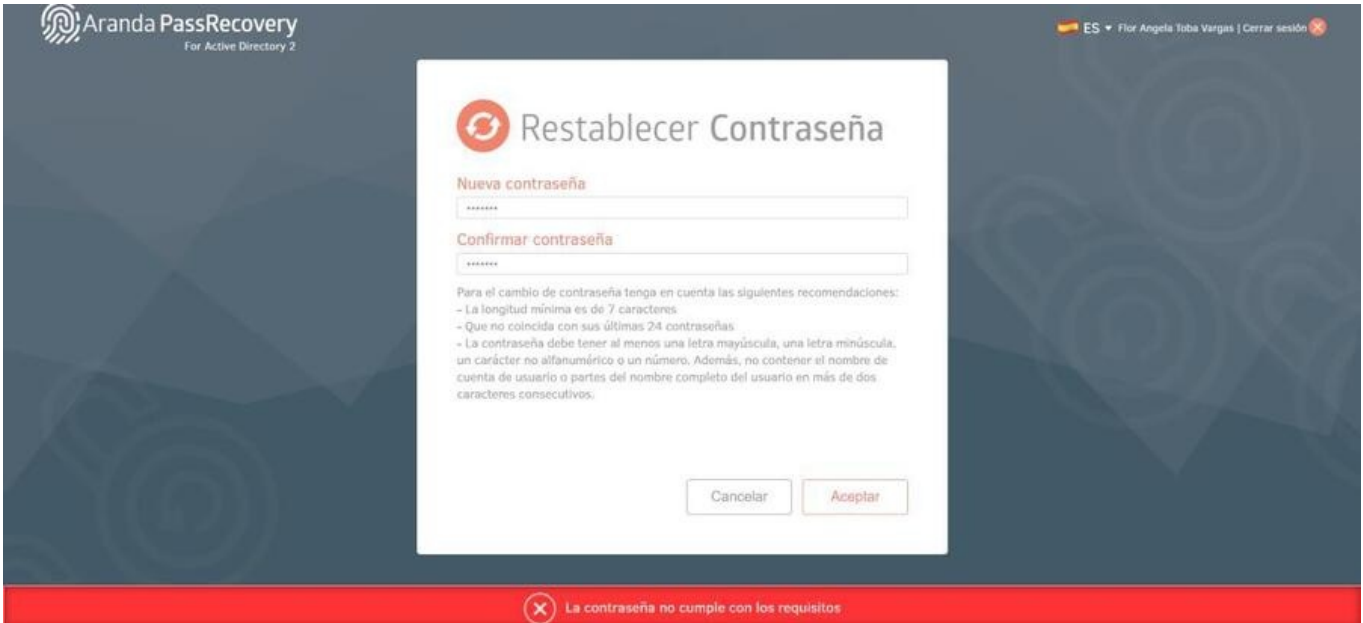 Aranda PassRecovery
For Active Directory 2
ES Flor Angela Toba Vargas | Cerrar sesión
Restablecer Contraseña
Nueva contraseña
•••••••
Confirmar contraseña
•••••••
Para el cambio de contraseña tenga en cuenta las siguientes recomendaciones:
- La longitud mínima es de 7 caracteres
- Que no coincida con sus últimas 24 contraseñas
- La contraseña debe tener al menos una letra mayúscula, una letra minúscula,
un carácter no alfanumérico o un número. Además, no contener el nombre de
cuenta de usuario o partes del nombre completo del usuario en más de dos
caracteres consecutivos.
Cancelar
Aceptar
La contraseña no cumple con los requisitos